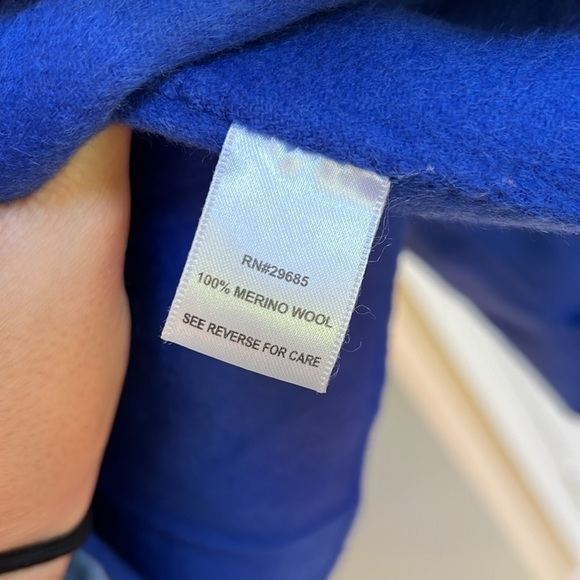 RN#29685
100% MERINO WOOL
SEE REVERSE FOR CARE